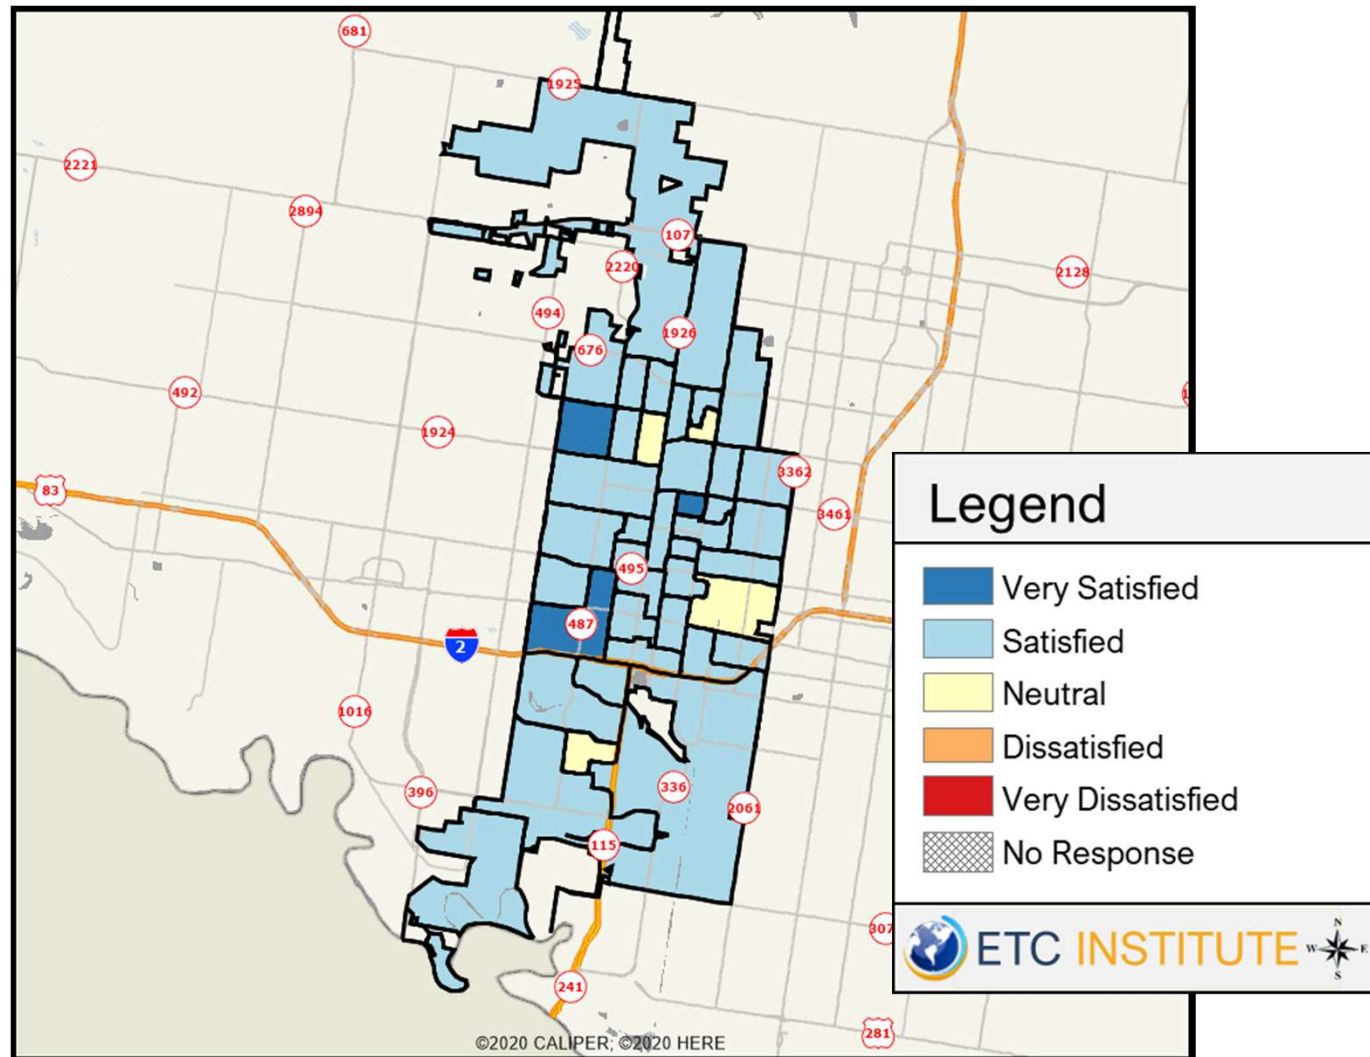 681
1925
2221
2894
107
2220
2128
494
1926
676
492
1924
3362
83
3461
495
487
2
1016
396
336
2061
115
307
241
281
Legend
Very Satisfied
Satisfied
Neutral
Dissatisfied
Very Dissatisfied
No Response
ETC INSTITUTE
N
W
E
S
©2020 CALIPER; ©2020 HERE